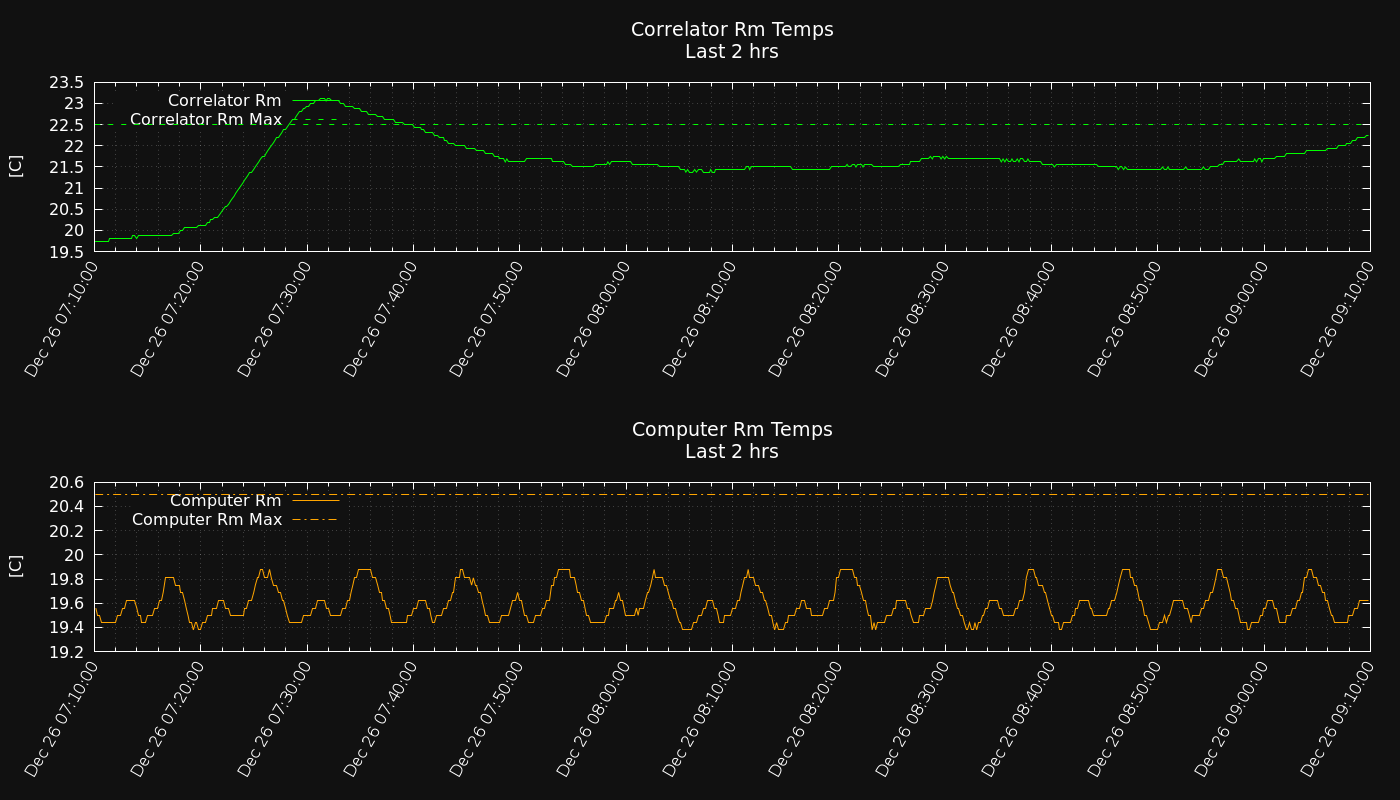 Correlator Rm Temps
Last 2 hrs
[C]
23.5
23
22.5
22
21.5
21
20.5
20
19.5
Correlator Rm
Correlator Rm Max
Dec 26 07:10:00
Dec 26 07:20:00
Dec 26 07:30:00
Dec 26 07:40:00
Dec 26 07:50:00
Dec 26 08:00:00
Dec 26 08:10:00
Dec 26 08:20:00
Dec 26 08:30:00
Dec 26 08:40:00
Dec 26 08:50:00
Dec 26 09:00:00
Dec 26 09:10:00
Computer Rm Temps
Last 2 hrs
[C]
20.6
20.4
20.2
20
19.8
19.6
19.4
19.2
Computer Rm
Computer Rm Max
Dec 26 07:10:00
Dec 26 07:20:00
Dec 26 07:30:00
Dec 26 07:40:00
Dec 26 07:50:00
Dec 26 08:00:00
Dec 26 08:10:00
Dec 26 08:20:00
Dec 26 08:30:00
Dec 26 08:40:00
Dec 26 08:50:00
Dec 26 09:00:00
Dec 26 09:10:00